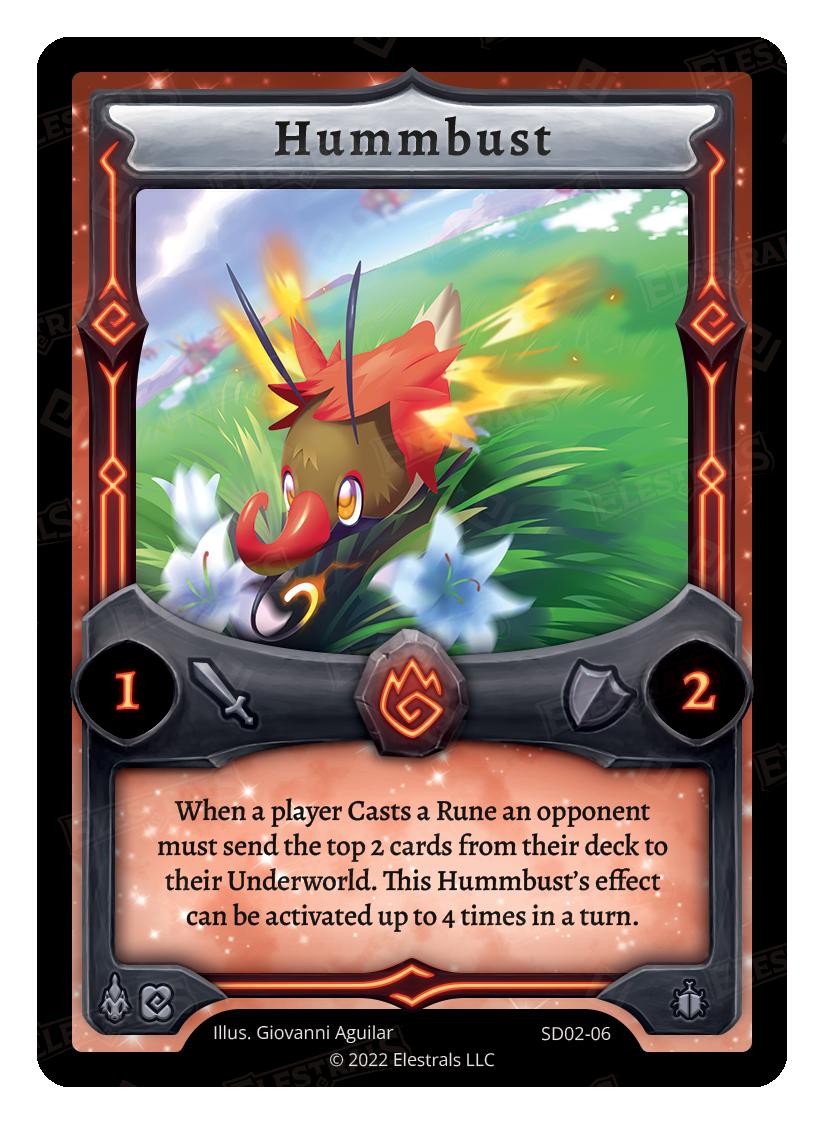 Hummbust
1
2
When a player Casts a Rune an opponent
must send the top 2 cards from their deck to
their Underworld. This Hummbust's effect
can be activated up to 4 times in a turn.
Illus. Giovanni Aguilar
SD02-06
© 2022 Elestrals LLC